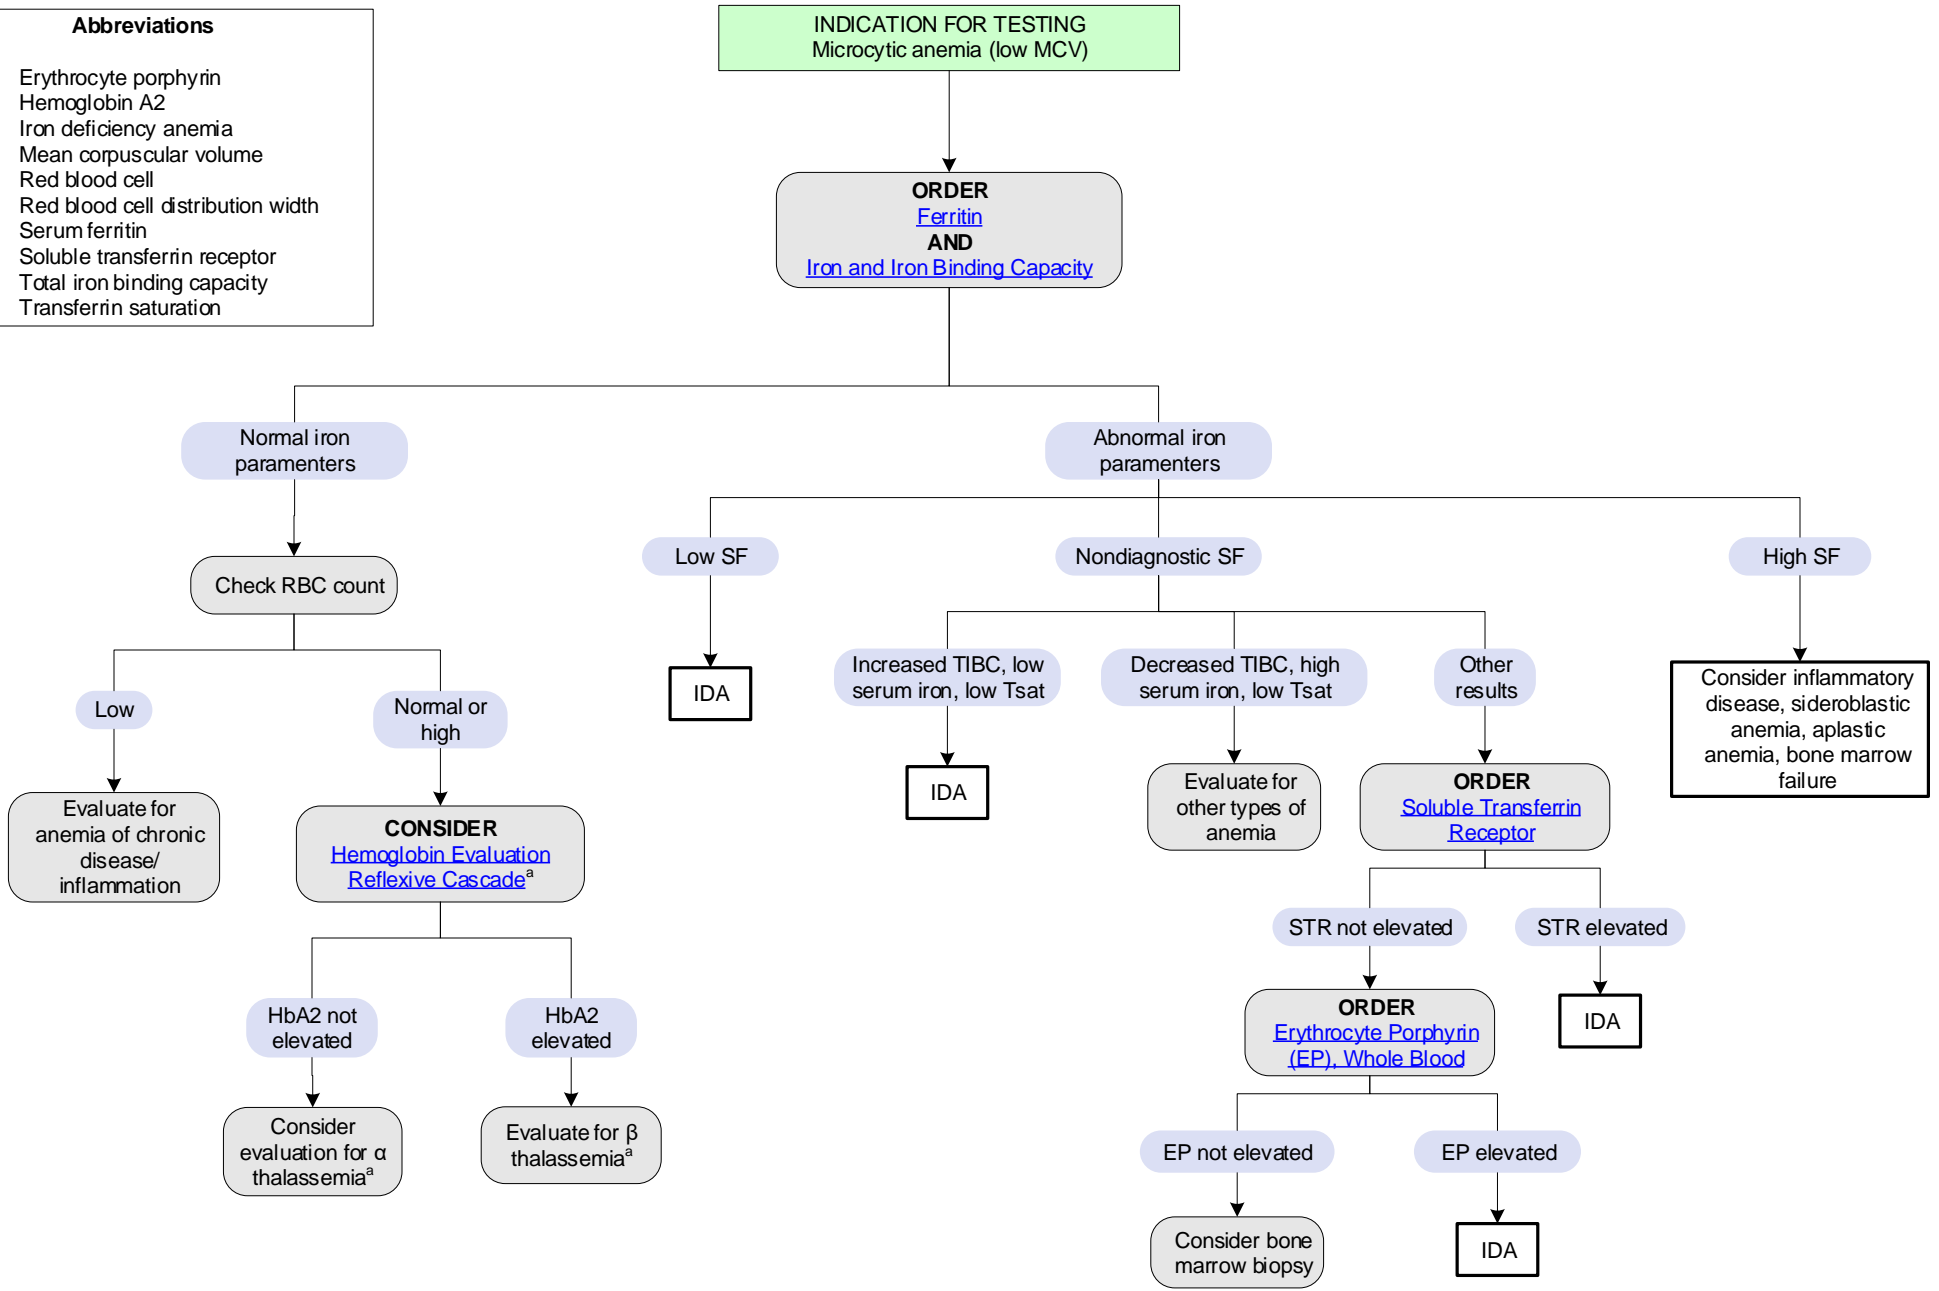 Abbreviations
Erythrocyte porphyrin
Hemoglobin A2
Iron deficiency anemia
Mean corpuscular volume
Red blood cell
Red blood cell distribution width
Serum ferritin
Soluble transferrin receptor
Total iron binding capacity
Transferrin saturation
INDICATION FOR TESTING
Microcytic anemia (low MCV)
ORDER
Ferritin
AND
Iron and Iron Binding Capacity
Normal iron
paramenters
Abnormal iron
paramenters
Check RBC count
Low SF
Nondiagnostic SF
High SF
Low
Normal or
high
IDA
Increased TIBC, low
serum iron, low Tsat
Decreased TIBC, high
serum iron, low Tsat
Other
results
Consider inflammatory
disease, sideroblastic
anemia, aplastic
anemia, bone marrow
failure
Evaluate for
anemia of chronic
disease/
inflammation
CONSIDER
Hemoglobin Evaluation
Reflexive Cascadeª
IDA
Evaluate for
other types of
anemia
ORDER
Soluble Transferrin
Receptor
STR not elevated
STR elevated
HbA2 not
elevated
HbA2
elevated
ORDER
Erythrocyte Porphyrin
(EP), Whole Blood
IDA
Consider
evaluation for α
thalassemiaª
Evaluate for β
thalassemiaª
EP not elevated
EP elevated
Consider bone
marrow biopsy
IDA